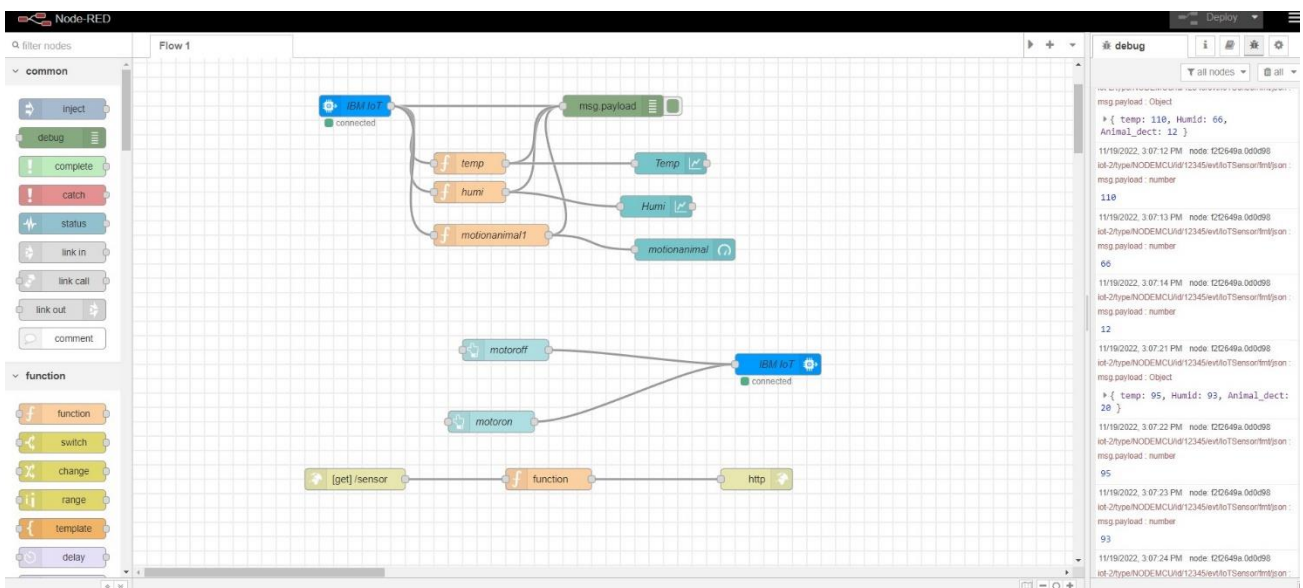 Node-RED
Deploy
filter nodes
Flow 1
debug
i
all nodes
all
common
inject
debug
complete
catch
status
link in
link call
link out
comment
function
function
switch
change
range
template
delay
IBM IoT
connected
msg.payload
temp
Temp
humi
Humi
motionanimal1
motionanimal
motoroff
IBM IoT
connected
motoron
[get] /sensor
function
http
msg.payload : Object
{ temp: 110, Humid: 66,
Animal_dect: 12 }
11/19/2022, 3:07:12 PM node: f2f2649a.0d0d98
iot-2/type/NODEMCU/id/12345/evt/IoTSensor/fmt/json :
msg.payload : number
110
11/19/2022, 3:07:13 PM node: f2f2649a.0d0d98
iot-2/type/NODEMCU/id/12345/evt/IoTSensor/fmt/json :
msg.payload : number
66
11/19/2022, 3:07:14 PM node: f2f2649a.0d0d98
iot-2/type/NODEMCU/id/12345/evt/IoTSensor/fmt/json :
msg.payload : number
12
11/19/2022, 3:07:21 PM node: f2f2649a.0d0d98
iot-2/type/NODEMCU/id/12345/evt/IoTSensor/fmt/json :
msg.payload : Object
{ temp: 95, Humid: 93, Animal_dect:
20 }
11/19/2022, 3:07:22 PM node: f2f2649a.0d0d98
iot-2/type/NODEMCU/id/12345/evt/IoTSensor/fmt/json :
msg.payload : number
95
11/19/2022, 3:07:23 PM node: f2f2649a.0d0d98
iot-2/type/NODEMCU/id/12345/evt/IoTSensor/fmt/json :
msg.payload : number
93
11/19/2022, 3:07:24 PM node: f2f2649a.0d0d98
iot-2/type/NODEMCU/id/12345/evt/IoTSensor/fmt/json :